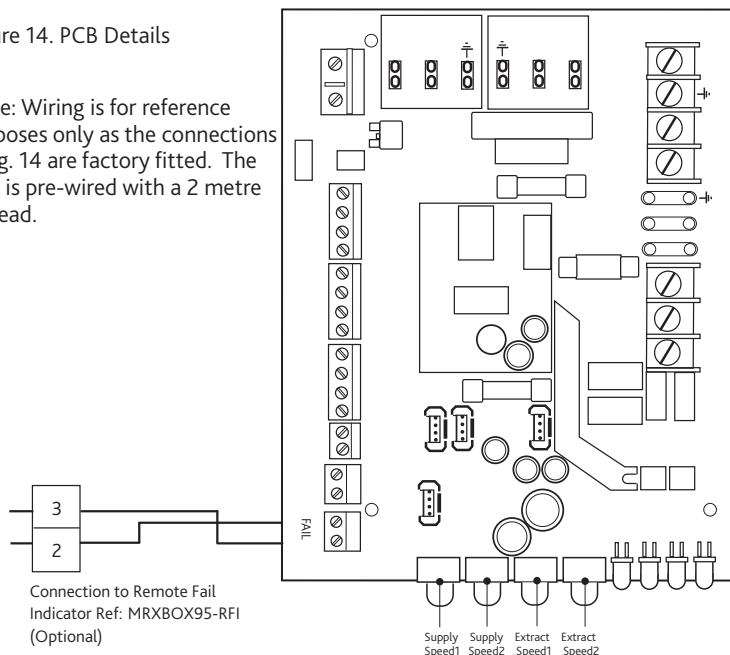 ure 14. PCB Details
e: Wiring is for reference
poses only as the connections
g. 14 are factory fitted. The
is pre-wired with a 2 metre
ead.
3
2
FAIL
Connection to Remote Fail
Indicator Ref: MRXBOX95-RFI
(Optional)
Supply Speed1
Supply Speed2
Extract Speed1
Extract Speed2